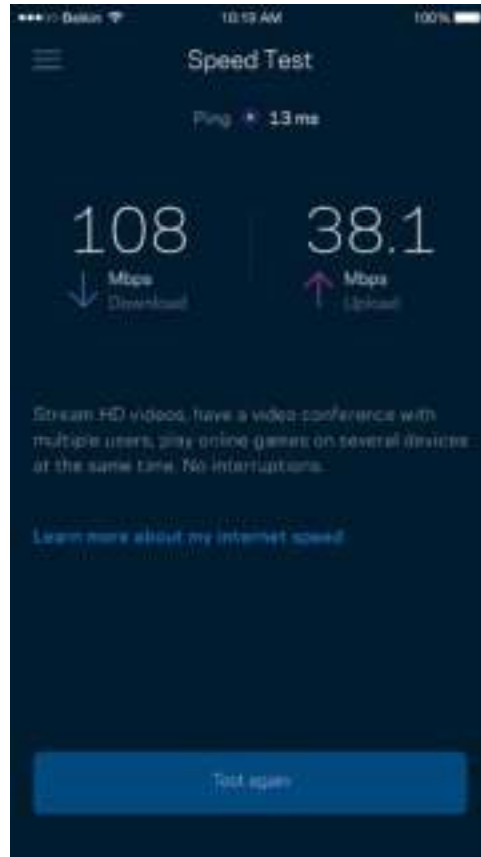 Belkin 10:13 AM 100%
Speed Test
Ping 13 ms
108 38.1
Mbps Mbps
Download Upload
Stream HD videos, have a video conference with
multiple users, play online games on several devices
at the same time. No interruptions.
Learn more about my internet speed
Test again